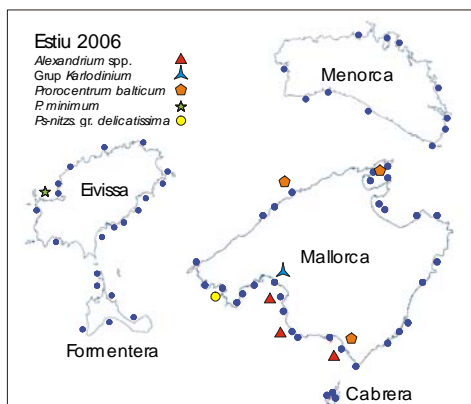 Estiu 2006
Alexandrium spp.
Grup Karlodinium
Prorocentrum balticum
P. minimum
Ps-nitzs. gr. delicatissima
Menorca
Eivissa
Mallorca
Formentera
Cabrera